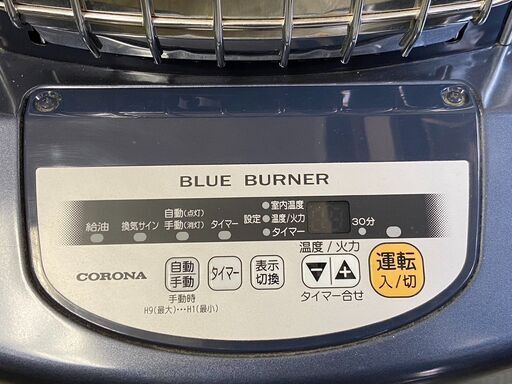 BLUE BURNER
室内温度
自動(点灯)
設定 温度/火力
給油 換気サイン 手動(消灯) タイマー
タイマー
30分
温度/火力
CORONA
自動
手動
タイマー
表示
切換
運転
入/切
手動時
タイマー合せ
H9(最大)…H1(最小)